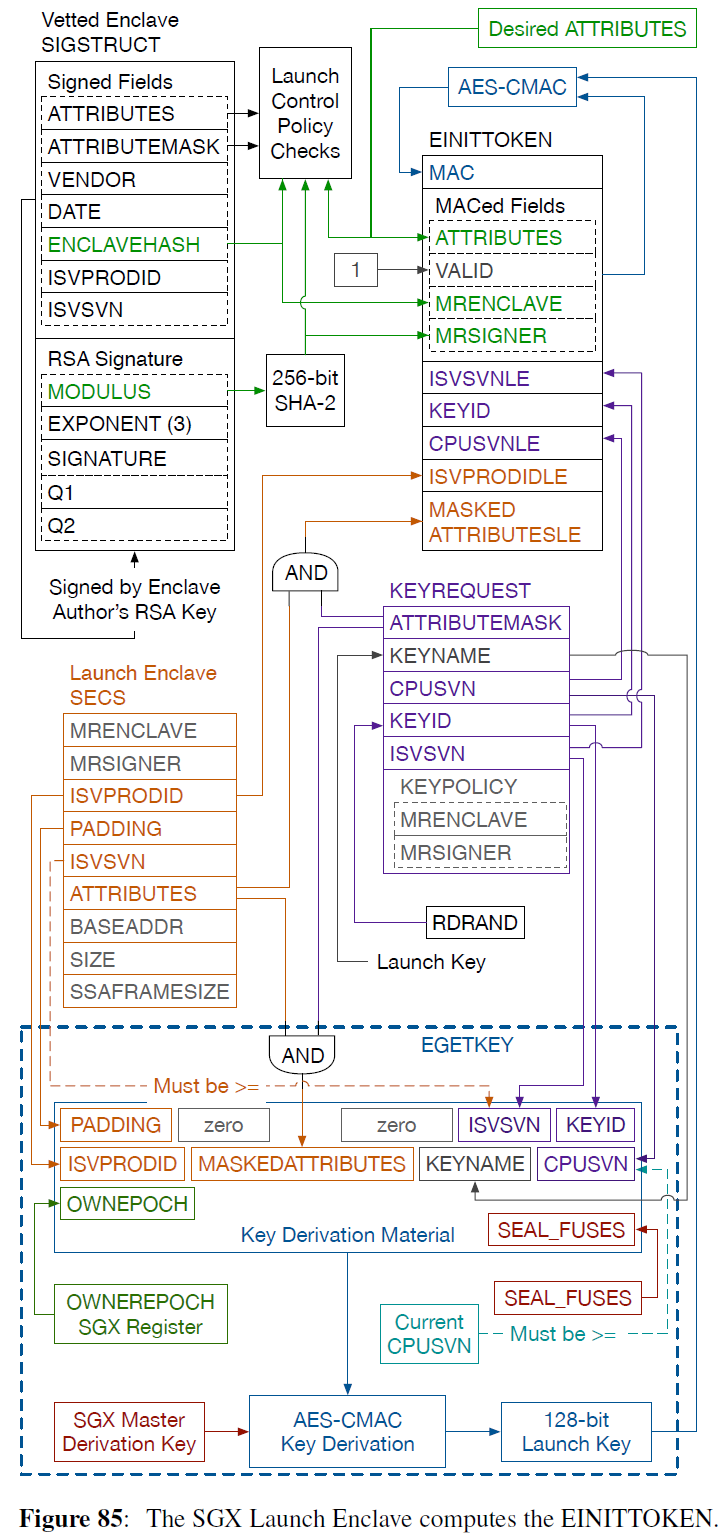 Vetted Enclave
SIGSTRUCT
Signed Fields
ATTRIBUTES
ATTRIBUTEMASK
VENDOR
DATE
ENCLAVEHASH
ISVPRODID
ISVSVN
RSA Signature
MODULUS
EXPONENT (3)
SIGNATURE
Q1
Q2
Signed by Enclave
Author's RSA Key
Launch
Control
Policy
Checks
256-bit
SHA-2
Desired ATTRIBUTES
AES-CMAC
EINITTOKEN
MAC
MACed Fields
ATTRIBUTES
1
VALID
MRENCLAVE
MRSIGNER
ISVSVNLE
KEYID
CPUSVNLE
ISVPRODIDLE
MASKED
ATTRIBUTESLE
AND
KEYREQUEST
ATTRIBUTEMASK
KEYNAME
CPUSVN
KEYID
ISVSVN
KEYPOLICY
MRENCLAVE
MRSIGNER
RDRAND
Launch Key
Launch Enclave
SECS
MRENCLAVE
MRSIGNER
ISVPRODID
PADDING
ISVSVN
ATTRIBUTES
BASEADDR
SIZE
SSAFRAMESIZE
AND
EGETKEY
Must be >=
PADDING
zero
zero
ISVSVN
KEYID
ISVPRODID
MASKEDATTRIBUTES
KEYNAME
CPUSVN
OWNEPOCH
Key Derivation Material
SEAL_FUSES
OWNEREPOCH
SGX Register
SEAL_FUSES
Current
CPUSVN
Must be >=
SGX Master
Derivation Key
AES-CMAC
Key Derivation
128-bit
Launch Key
Figure 85: The SGX Launch Enclave computes the EINITTOKEN.